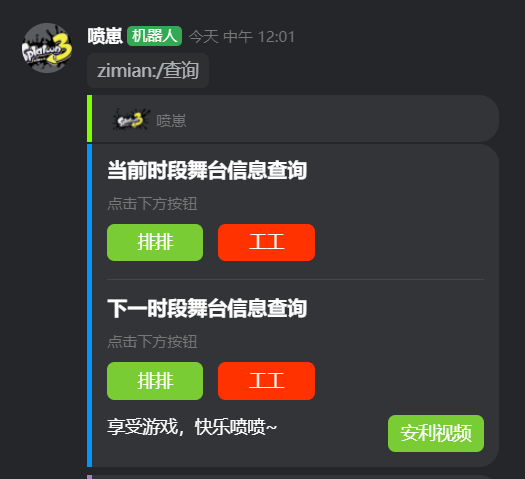 Splatoon 3
喷崽 机器人 今天 中午 12:01
zimian:/查询
喷崽
当前时段舞台信息查询
点击下方按钮
排排 工工
下一时段舞台信息查询
点击下方按钮
排排 工工
享受游戏，快乐喷喷~ 安利视频